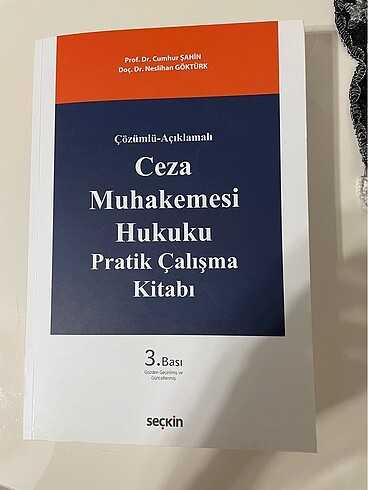 Prof. Dr. Cumhur ŞAHİN
Doç. Dr. Neslihan GÖKTÜRK
Çözümlü-Açıklamalı
Ceza
Muhakemesi
Hukuku
Pratik Çalışma
Kitabı
3.Bası
Gözden Geçirilmiş ve
Güncellenmiş
seçkin